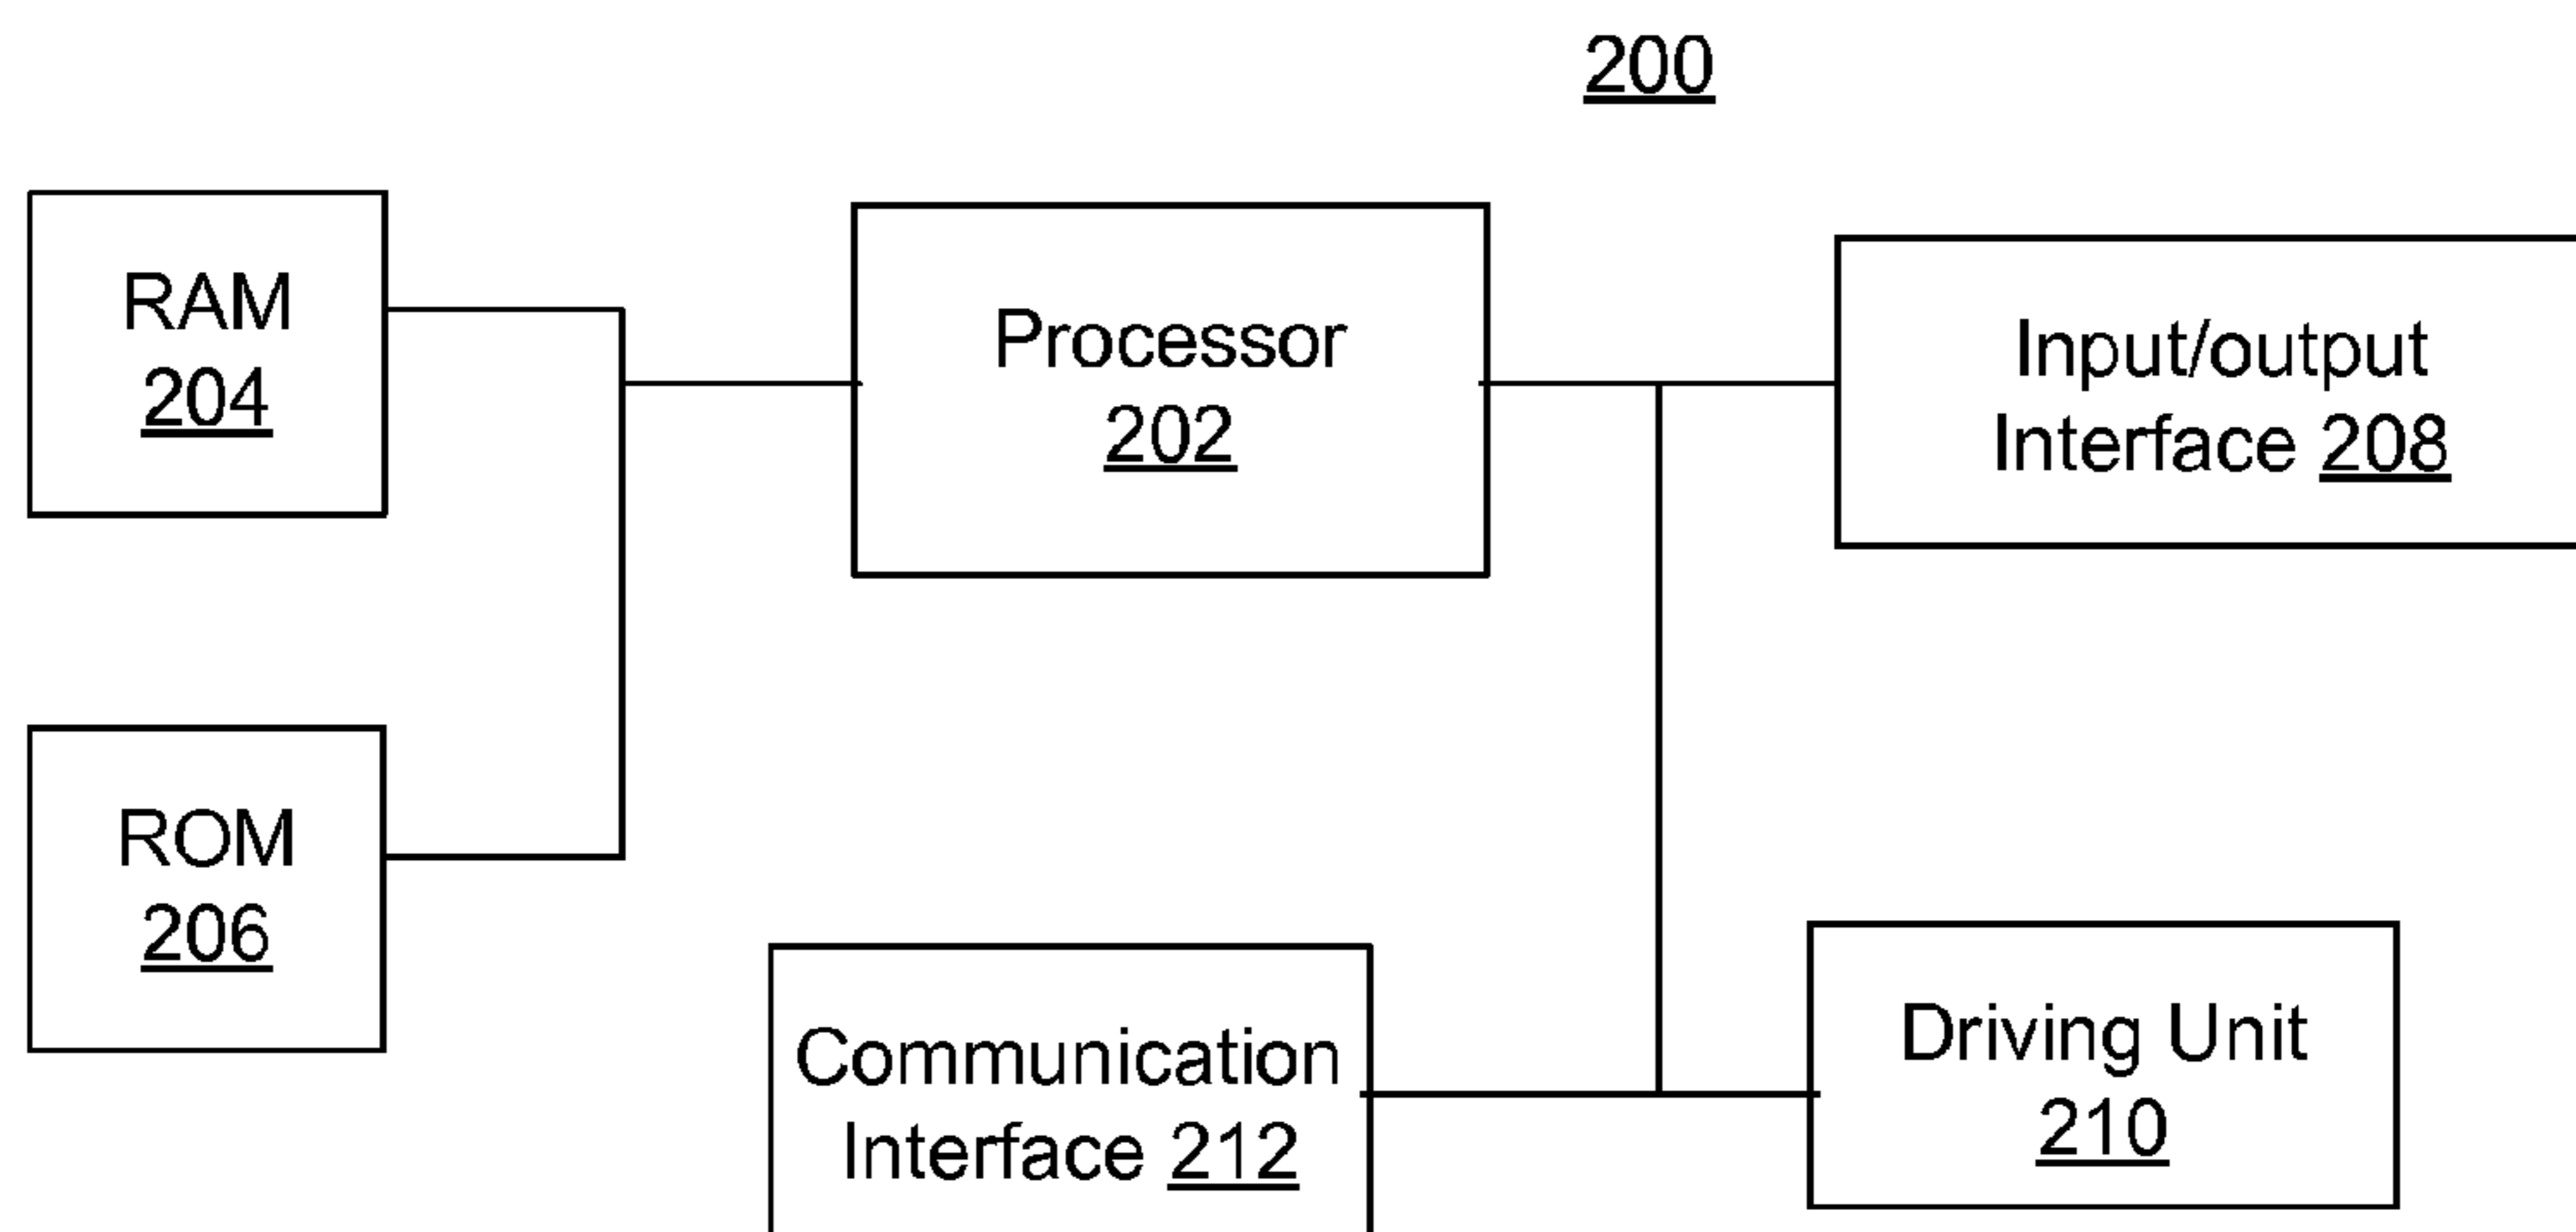 200
RAM
204
Processor
202
Input/output
Interface 208
ROM
206
Communication
Interface 212
Driving Unit
210